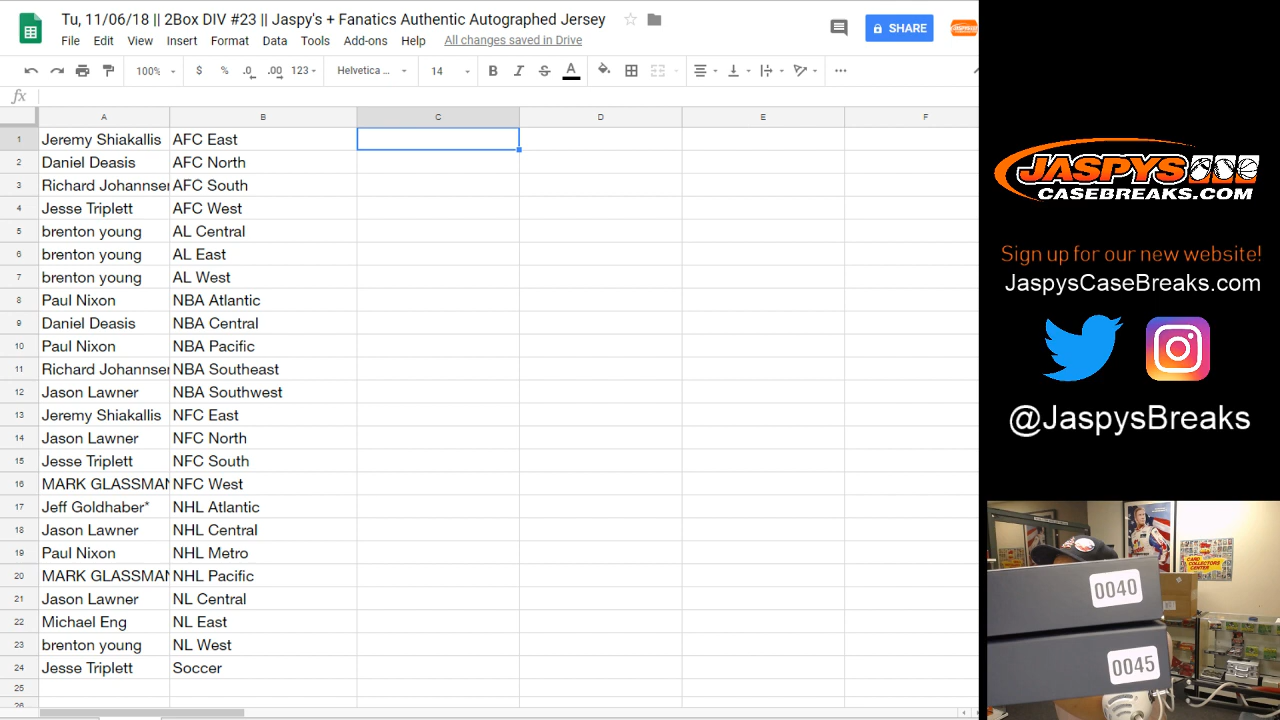 Tu, 11/06/18 || 2Box DIV #23 || Jaspy's + Fanatics Authentic Autographed Jersey
File Edit View Insert Format Data Tools Add-ons Help All changes saved in Drive
SHARE
100% $ % .0 .00 123 Helvetica ... 14 B I S A
fx
A B C D E F
1 Jeremy Shiakallis AFC East
2 Daniel Deasis AFC North
3 Richard Johannser AFC South
4 Jesse Triplett AFC West
5 brenton young AL Central
6 brenton young AL East
7 brenton young AL West
8 Paul Nixon NBA Atlantic
9 Daniel Deasis NBA Central
10 Paul Nixon NBA Pacific
11 Richard Johannser NBA Southeast
12 Jason Lawner NBA Southwest
13 Jeremy Shiakallis NFC East
14 Jason Lawner NFC North
15 Jesse Triplett NFC South
16 MARK GLASSMAN NFC West
17 Jeff Goldhaber* NHL Atlantic
18 Jason Lawner NHL Central
19 Paul Nixon NHL Metro
20 MARK GLASSMAN NHL Pacific
21 Jason Lawner NL Central
22 Michael Eng NL East
23 brenton young NL West
24 Jesse Triplett Soccer
25
JASPYS
CASEBREAKS.COM
Sign up for our new website!
JaspysCaseBreaks.com
@JaspysBreaks
CARD COLLECTORS CENTER
0040
0045